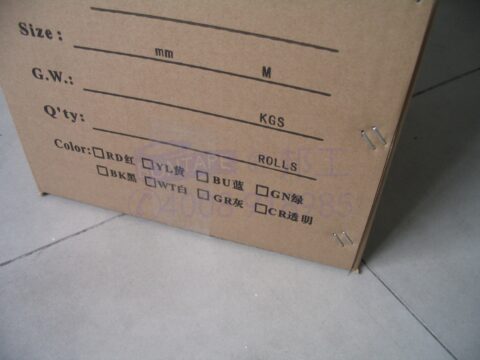 Size:
mm M
G.W.:
KGS
Q'ty:
ROLLS
Color: □RD红 □YL黄 □BU蓝 □GN绿
□BK黑 □WT白 □GR灰 □CR透明